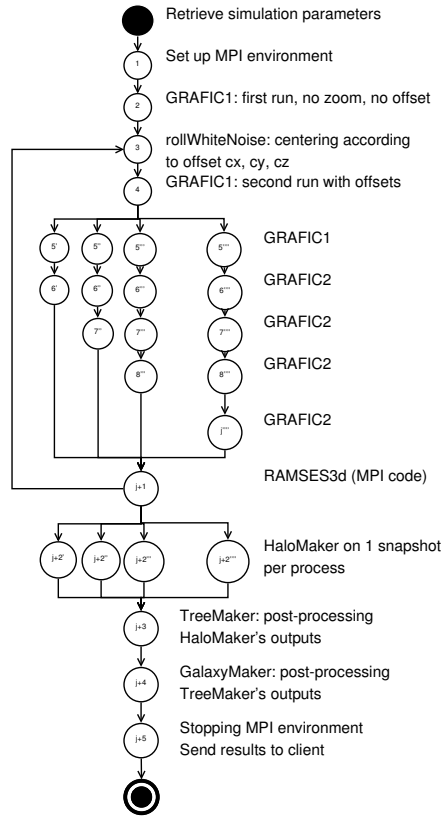 Retrieve simulation parameters
1
Set up MPI environment
2
GRAFIC1: first run, no zoom, no offset
3
rollWhiteNoise: centering according
to offset cx, cy, cz
4
GRAFIC1: second run with offsets
5' 5'' 5''' 5'''' GRAFIC1
6' 6'' 6''' 6'''' GRAFIC2
7'' 7''' 7'''' GRAFIC2
8''' 8'''' GRAFIC2
j'''' GRAFIC2
j+1
RAMSES3d (MPI code)
j+2' j+2'' j+2''' j+2''''
HaloMaker on 1 snapshot
per process
j+3
TreeMaker: post-processing
HaloMaker's outputs
j+4
GalaxyMaker: post-processing
TreeMaker's outputs
j+5
Stopping MPI environment
Send results to client